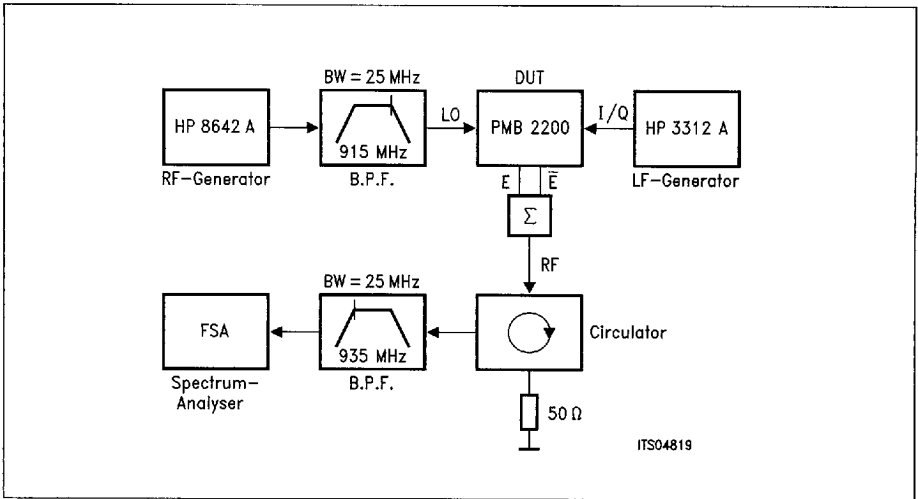 BW = 25 MHz
DUT
HP 8642 A
915 MHz
LO
PMB 2200
I/Q
HP 3312 A
RF-Generator
B.P.F.
E
E̅
LF-Generator
Σ
RF
BW = 25 MHz
FSA
935 MHz
Circulator
Spectrum-
Analyser
B.P.F.
50 Ω
ITS04819